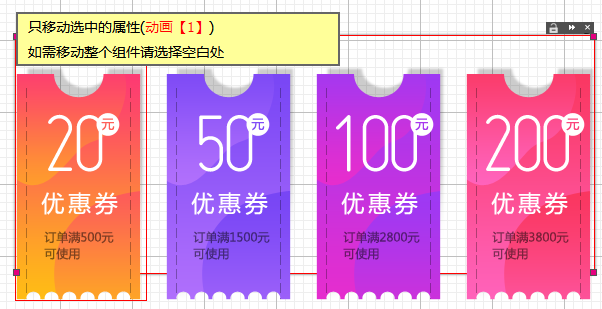 只移动选中的属性(动画【1】)
如需移动整个组件请选择空白处
20元
优惠券
订单满500元
可使用
50元
优惠券
订单满1500元
可使用
100元
优惠券
订单满2800元
可使用
200元
优惠券
订单满3800元
可使用